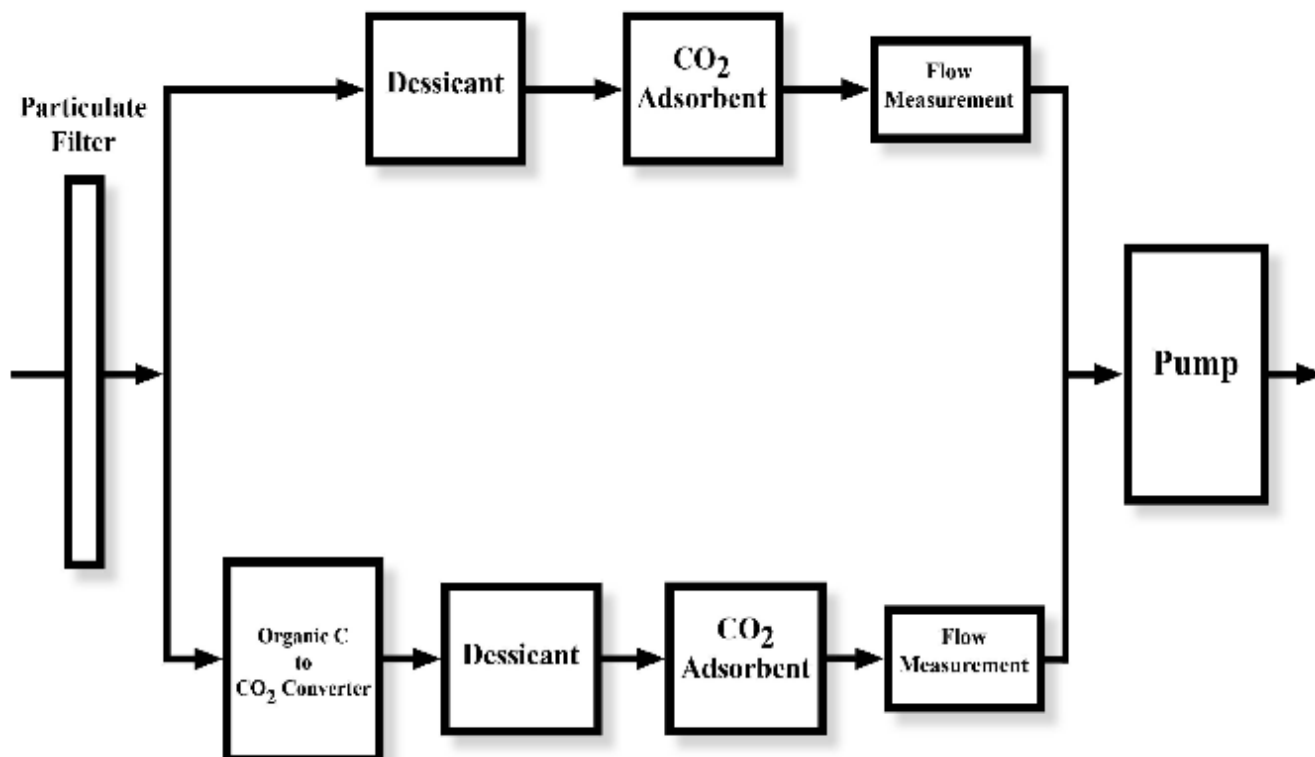 Particulate
Filter
Dessicant
CO2
Adsorbent
Flow
Measurement
Pump
Organic C
to
CO2 Converter
Dessicant
CO2
Adsorbent
Flow
Measurement